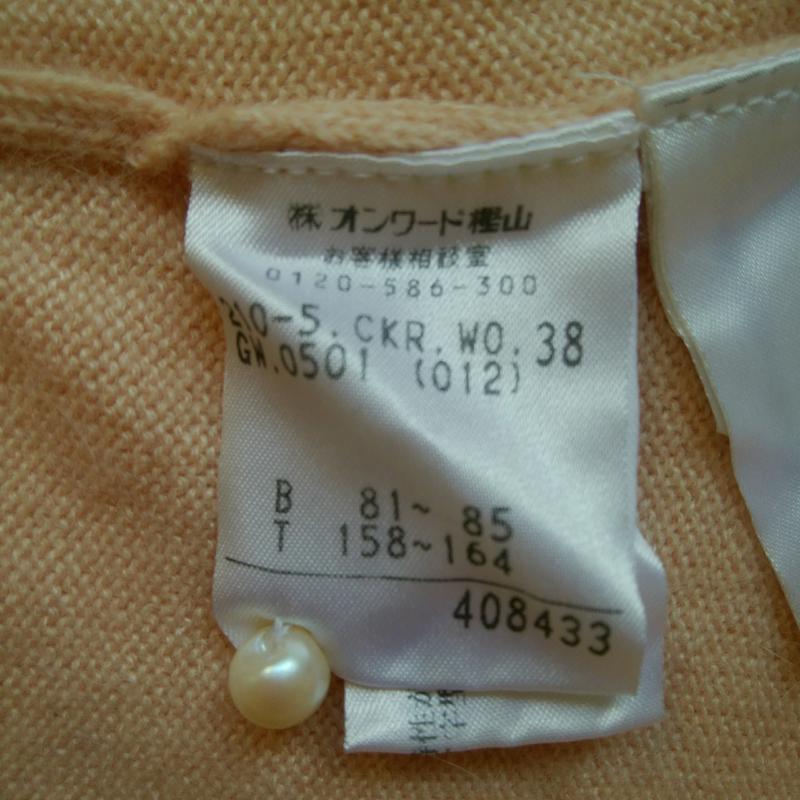 ㈱ オンワード樫山
お客様相談室
0120-586-300
210-5.CKR.WO.38
GW.0501 (012)
B 81~ 85
T 158~164
408433